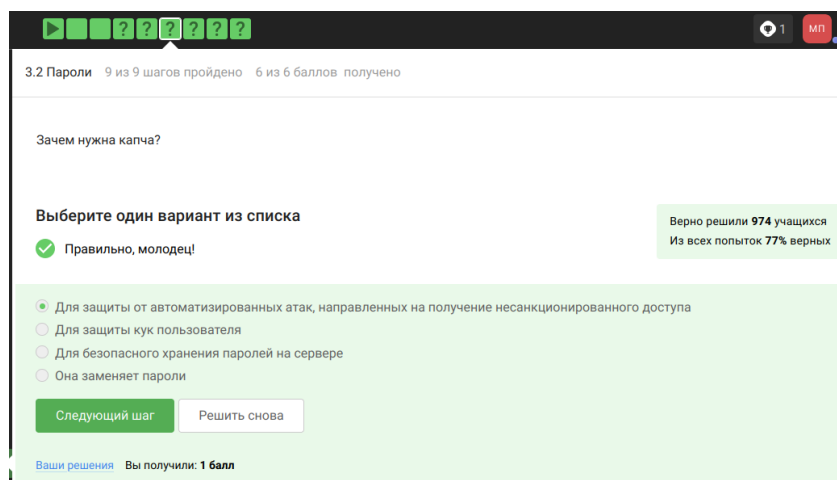 ? ? ? ? ? ?
1
МП
3.2 Пароли 9 из 9 шагов пройдено 6 из 6 баллов получено
Зачем нужна капча?
Выберите один вариант из списка
Верно решили 974 учащихся
Из всех попыток 77% верных
Правильно, молодец!
Для защиты от автоматизированных атак, направленных на получение несанкционированного доступа
Для защиты кук пользователя
Для безопасного хранения паролей на сервере
Она заменяет пароли
Следующий шаг
Решить снова
Ваши решения Вы получили: 1 балл